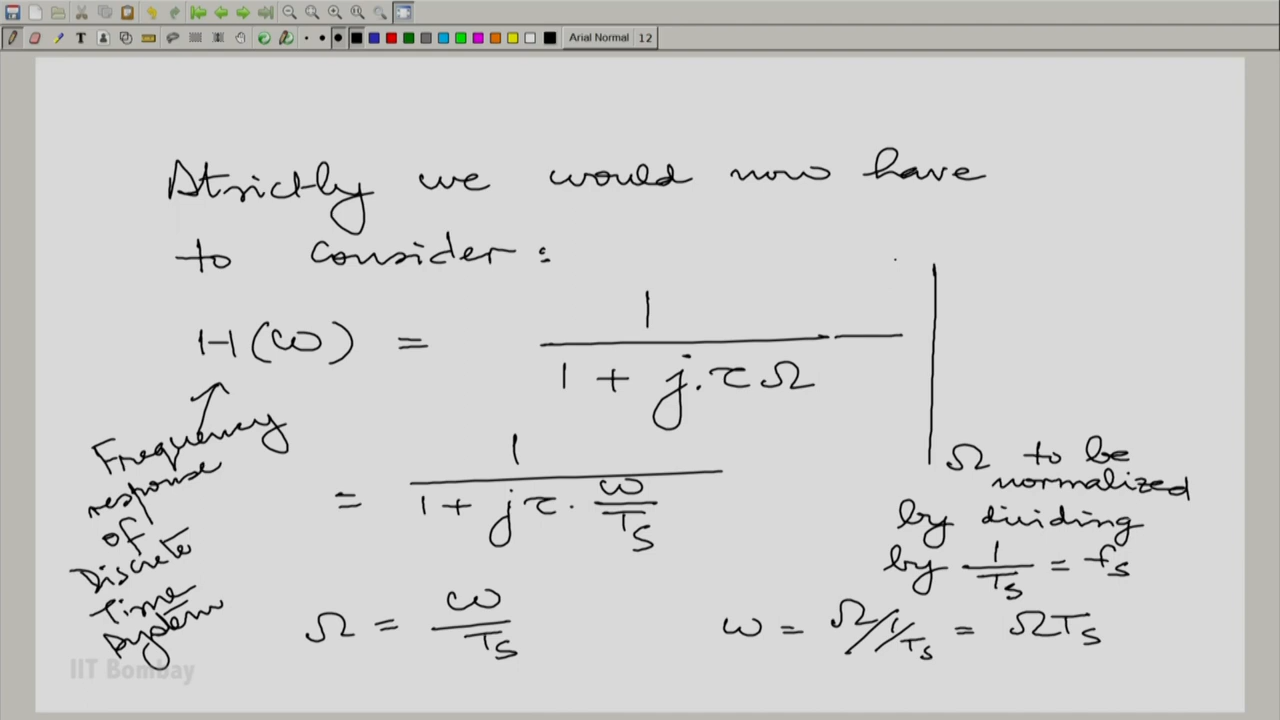 Arial Normal 12
Strictly we would now have
to consider:
H(ω) = 1 / (1 + j.τΩ) |
Ω to be
normalized
by dividing
by 1/Ts = fs
= 1 / (1 + jτ. ω/Ts)
Frequency
response
of
Discrete
Time
System
Ω = ω/Ts
ω = Ω/1/Ts = ΩTs
IIT Bombay